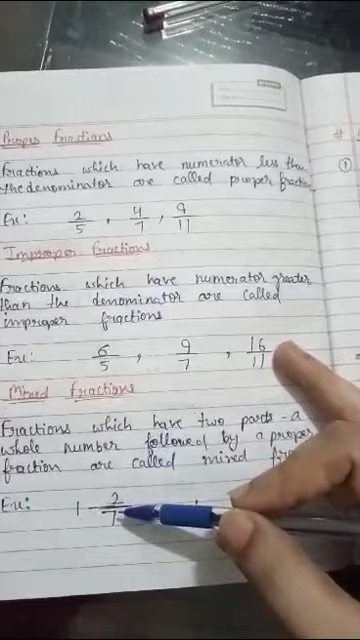 Proper Fractions
Fractions which have numerator less than
the denominator are called proper fractions
Ex: 2/5 , 4/7 , 9/11
Improper Fractions
Fractions which have numerator greater
than the denominator are called
improper fractions
Ex: 6/5 , 9/7 , 16/11
Mixed Fractions
Fractions which have two parts - a
whole number followed by a proper
fraction are called mixed
Ex: 1 2/7
#
①